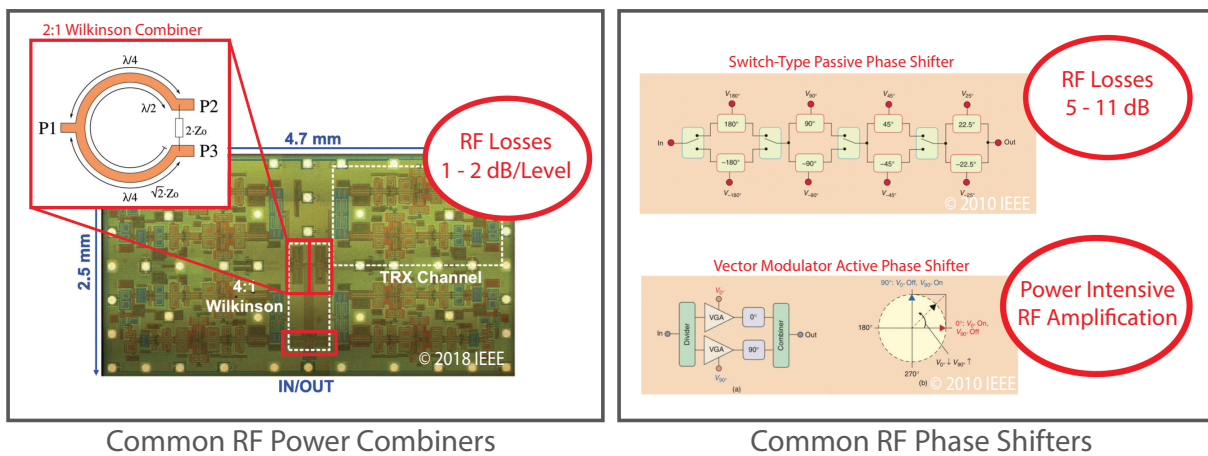 2:1 Wilkinson Combiner
λ/4
λ/2
P2
P1
2·Zo
P3
λ/4
√2·Zo
4.7 mm
RF Losses
1 - 2 dB/Level
2.5 mm
TRX Channel
4:1
Wilkinson
© 2018 IEEE
IN/OUT
Common RF Power Combiners
Switch-Type Passive Phase Shifter
RF Losses
5 - 11 dB
V180° V90° V45° V25°
In 180° 90° 45° 22.5° Out
–180° –90° –45° –22.5°
V–180° V–90° V–45° V–25°
© 2010 IEEE
Vector Modulator Active Phase Shifter
Power Intensive
RF Amplification
90°: V0° Off, V90° On
V0°
In Divider VGA 0° Combiner Out
VGA 90°
V90°
(a)
180°
0°: V0° On,
V90° Off
V0° ↓ V90° ↑
270°
(b)
© 2010 IEEE
Common RF Phase Shifters